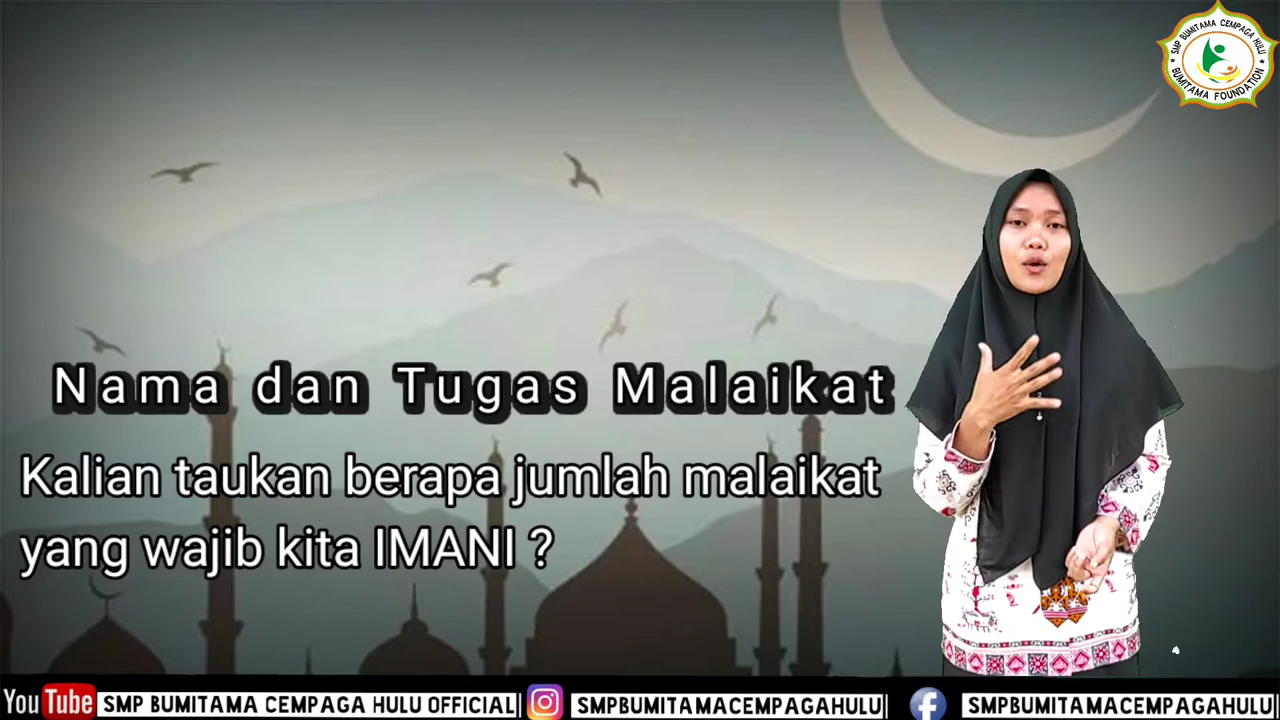 SMP BUMITAMA CEMPAGA HULU
BUMITAMA FOUNDATION
Nama dan Tugas Malaikat
Kalian taukan berapa jumlah malaikat
yang wajib kita IMANI ?
YouTube SMP BUMITAMA CEMPAGA HULU OFFICIAL| SMPBUMITAMACEMPAGAHULU| SMPBUMITAMACEMPAGAHULU|